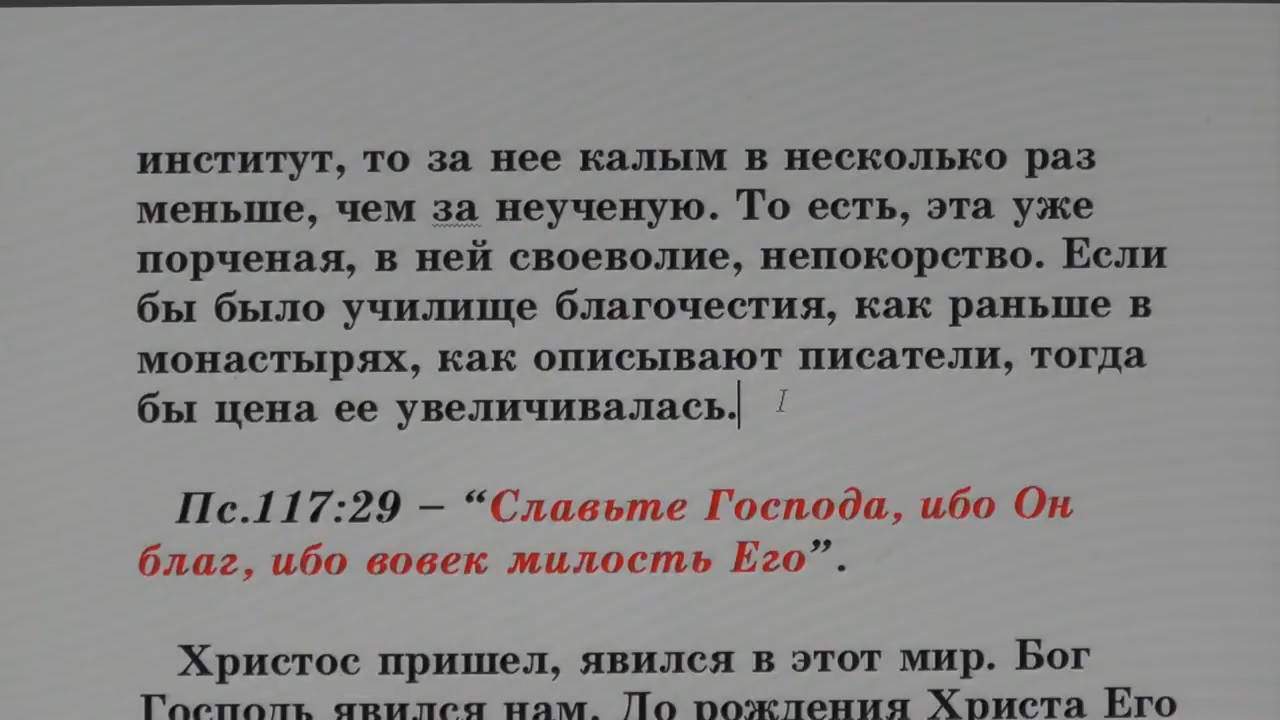 институт, то за нее калым в несколько раз
меньше, чем за неученую. То есть, эта уже
порченая, в ней своеволие, непокорство. Если
бы было училище благочестия, как раньше в
монастырях, как описывают писатели, тогда
бы цена ее увеличивалась.
Пс.117:29 – “Славьте Господа, ибо Он
благ, ибо вовек милость Его”.
Христос пришел, явился в этот мир. Бог
Господь явился нам. До рождения Христа Его